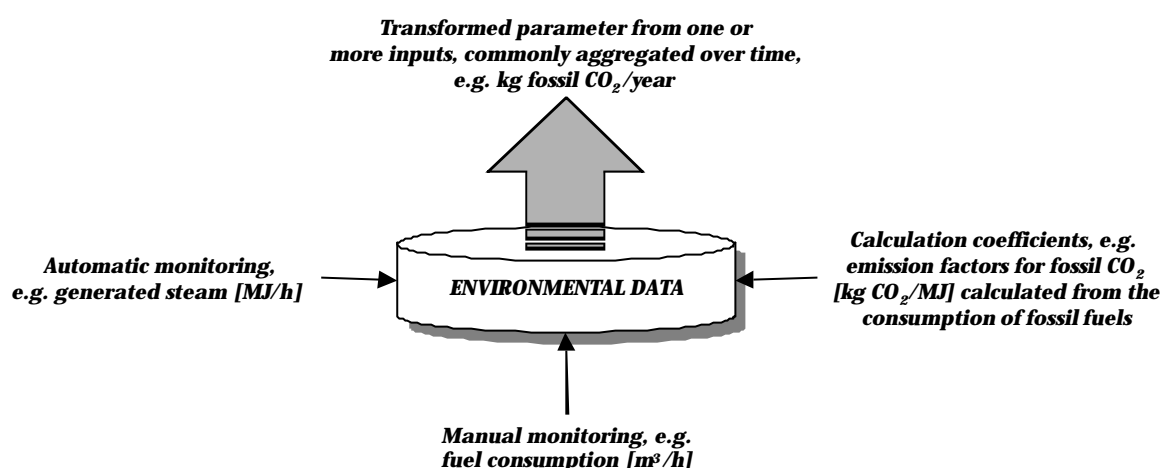 Transformed parameter from one or
more inputs, commonly aggregated over time,
e.g. kg fossil CO₂/year
Automatic monitoring,
e.g. generated steam [MJ/h]
ENVIRONMENTAL DATA
Calculation coefficients, e.g.
emission factors for fossil CO₂
[kg CO₂/MJ] calculated from the
consumption of fossil fuels
Manual monitoring, e.g.
fuel consumption [m³/h]